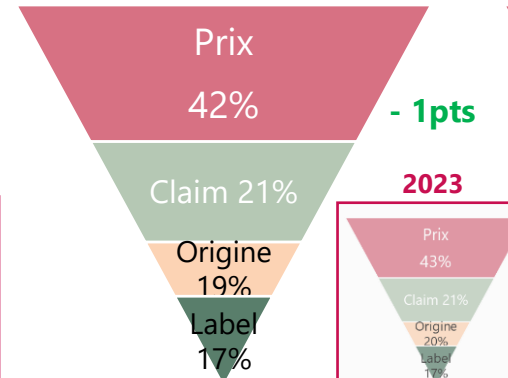 Prix
42%
- 1pts
Claim 21%
Origine
19%
Label
17%
2023
Prix
43%
Claim 21%
Origine
20%
Label
17%